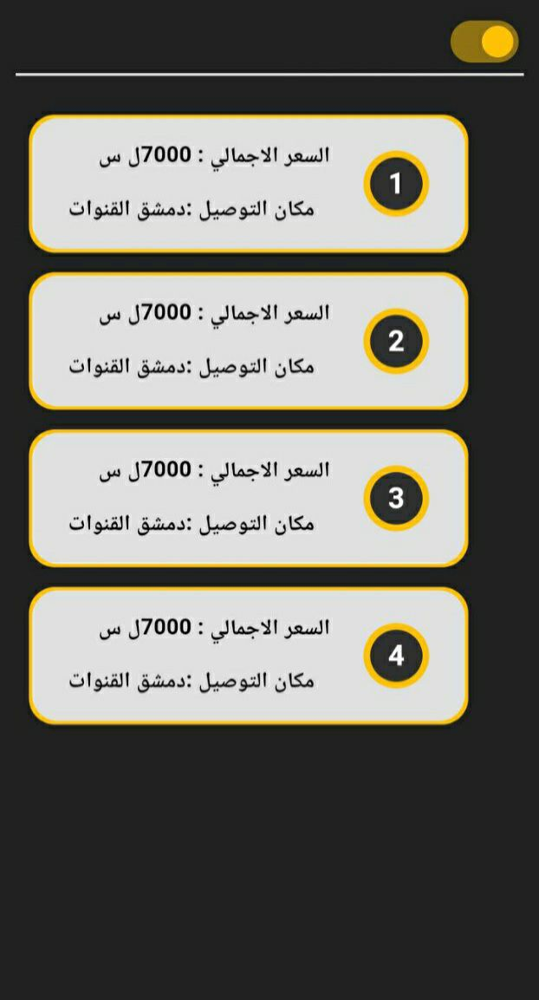 السعر الاجمالي : 7000ل س
1
مكان التوصيل :دمشق القنوات
السعر الاجمالي : 7000ل س
2
مكان التوصيل :دمشق القنوات
السعر الاجمالي : 7000ل س
3
مكان التوصيل :دمشق القنوات
السعر الاجمالي : 7000ل س
4
مكان التوصيل :دمشق القنوات